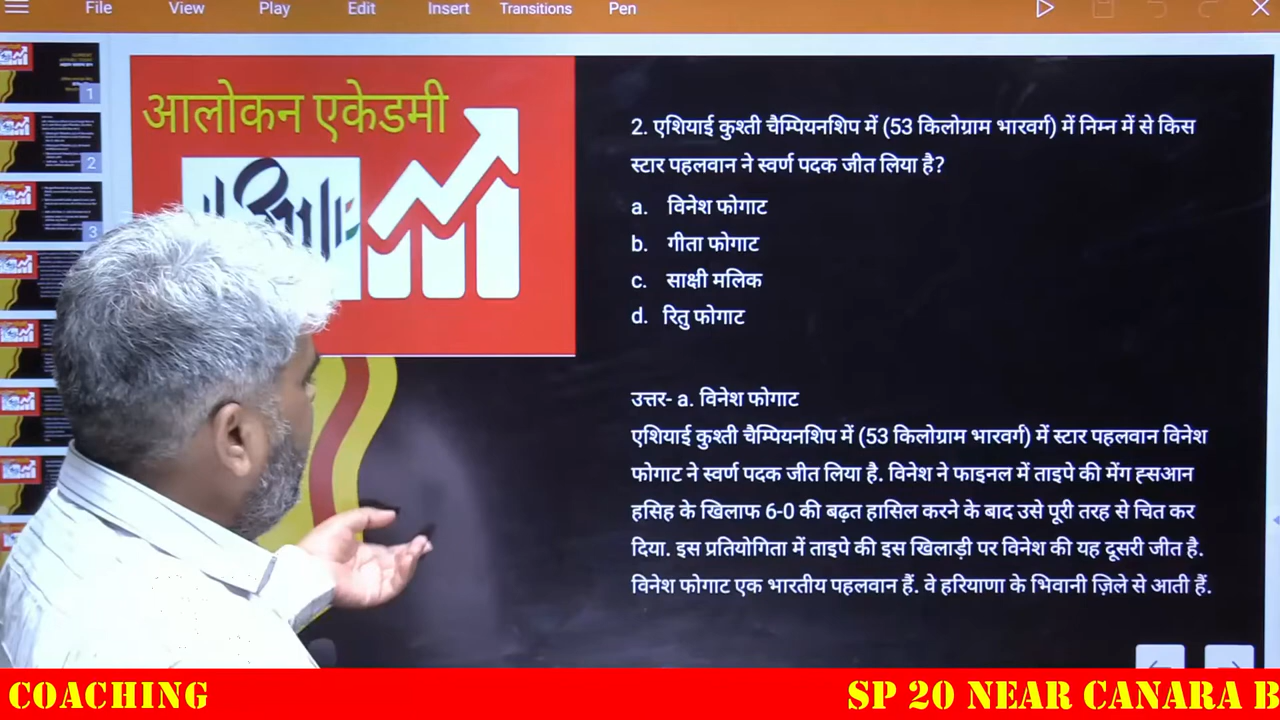 File View Play Edit Insert Transitions Pen
आलोकन एकेडमी
1
2
3
2. एशियाई कुश्ती चैम्पियनशिप में (53 किलोग्राम भारवर्ग) में निम्न में से किस
स्टार पहलवान ने स्वर्ण पदक जीत लिया है?
a. विनेश फोगाट
b. गीता फोगाट
c. साक्षी मलिक
d. रितु फोगाट
उत्तर- a. विनेश फोगाट
एशियाई कुश्ती चैम्पियनशिप में (53 किलोग्राम भारवर्ग) में स्टार पहलवान विनेश
फोगाट ने स्वर्ण पदक जीत लिया है. विनेश ने फाइनल में ताइपे की मेंग ह्सआन
हसिह के खिलाफ 6-0 की बढ़त हासिल करने के बाद उसे पूरी तरह से चित कर
दिया. इस प्रतियोगिता में ताइपे की इस खिलाड़ी पर विनेश की यह दूसरी जीत है.
विनेश फोगाट एक भारतीय पहलवान हैं. वे हरियाणा के भिवानी ज़िले से आती हैं.
COACHING SP 20 NEAR CANARA B